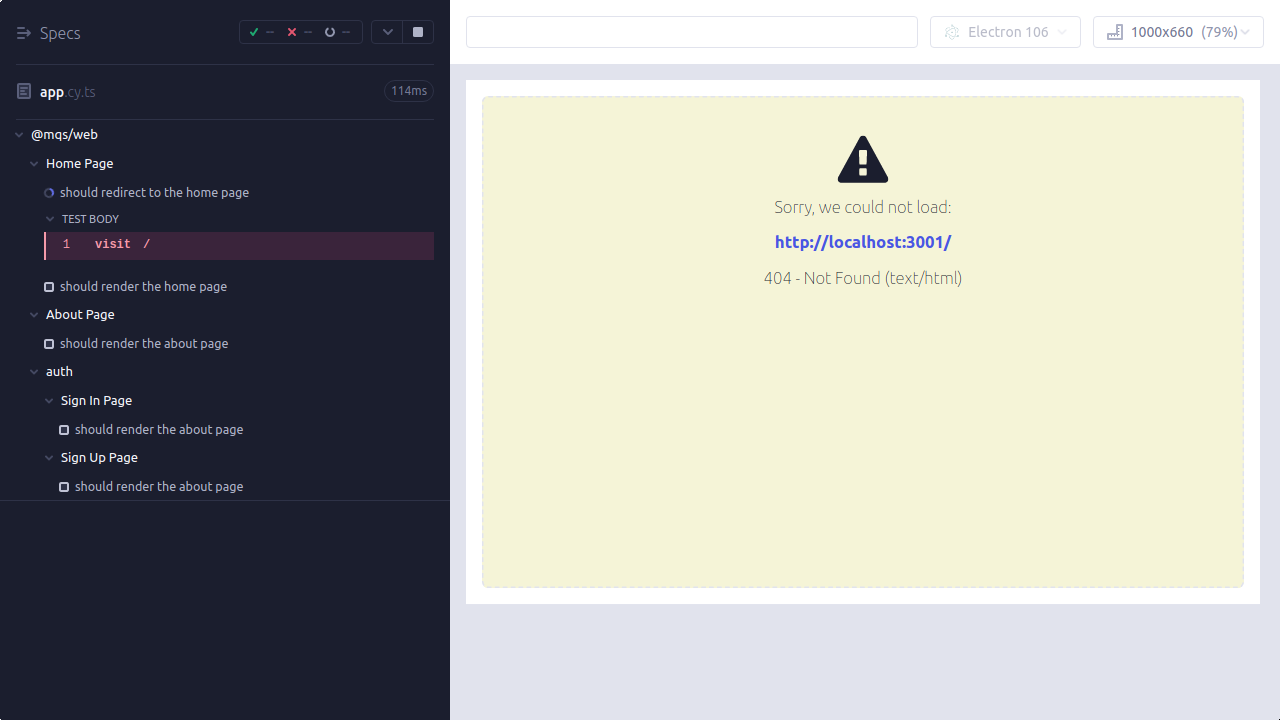 Specs
-- -- --
app.cy.ts 114ms
@mqs/web
Home Page
should redirect to the home page
TEST BODY
1 visit /
should render the home page
About Page
should render the about page
auth
Sign In Page
should render the about page
Sign Up Page
should render the about page
Electron 106
1000x660 (79%)
Sorry, we could not load:
http://localhost:3001/
404 - Not Found (text/html)